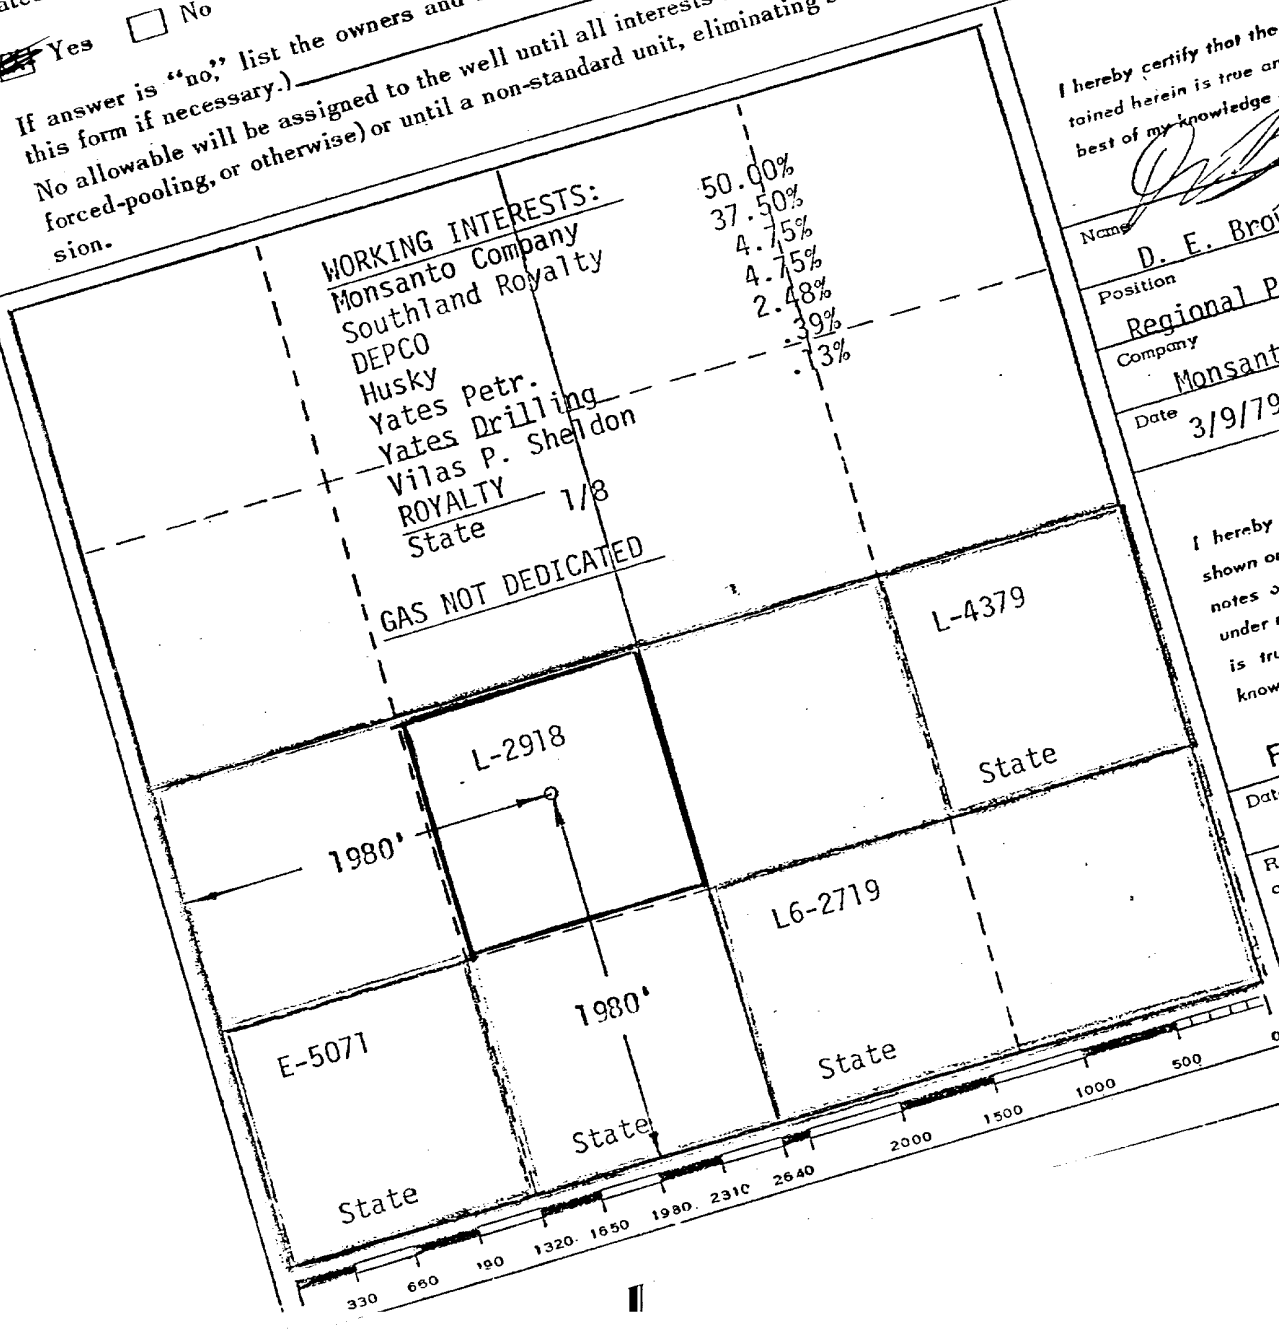 Yes No
If answer is "no," list the owners and
this form if necessary.)
No allowable will be assigned to the well until all interests
forced-pooling, or otherwise) or until a non-standard unit, eliminating
sion.
WORKING INTERESTS:
Monsanto Company 50.00%
Southland Royalty 37.50%
DEPCO 4.75%
Husky 4.75%
Yates Petr. 2.48%
Yates Drilling .39%
Vilas P. Sheldon .13%
ROYALTY
State 1/8
GAS NOT DEDICATED
L-4379
State
L-2918
1980'
L6-2719
State
1980'
E-5071
State
State
330 660 990 1320 1650 1980 2310 2640 2000 1500 1000 500 0
I hereby certify that the
tained herein is true an
best of my knowledge
Name
D. E. Brow
Position
Regional P
Company
Monsant
Date
3/9/79
I hereby
shown on
notes o
under
is tru
know
F
Dat
R